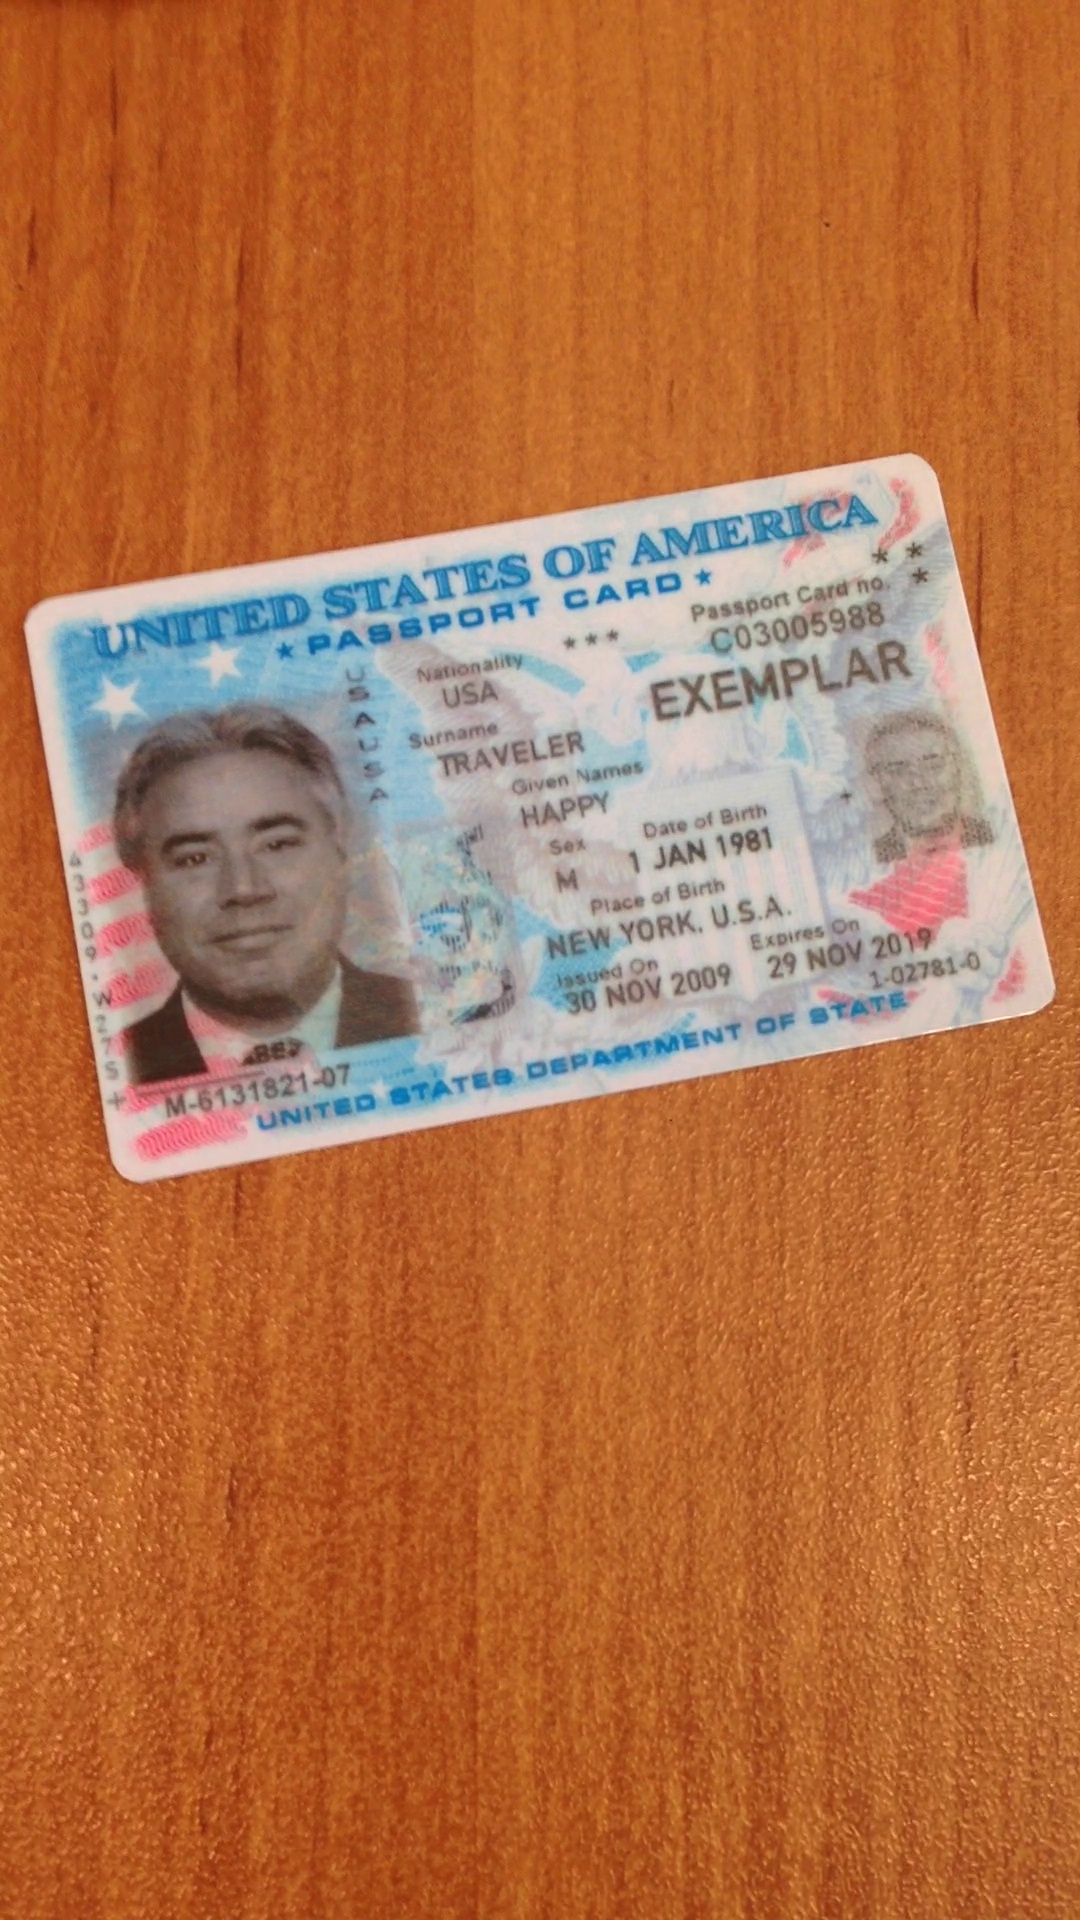 UNITED STATES OF AMERICA
★ PASSPORT CARD ★
Passport Card no.
C03005988
EXEMPLAR
USAUSA
Nationality
USA
Surname
TRAVELER
Given Names
HAPPY
Sex
M
Date of Birth
1 JAN 1981
Place of Birth
NEW YORK, U.S.A.
Issued On
30 NOV 2009
Expires On
29 NOV 2019
1-02781-0
M-6131821-07
UNITED STATES DEPARTMENT OF STATE